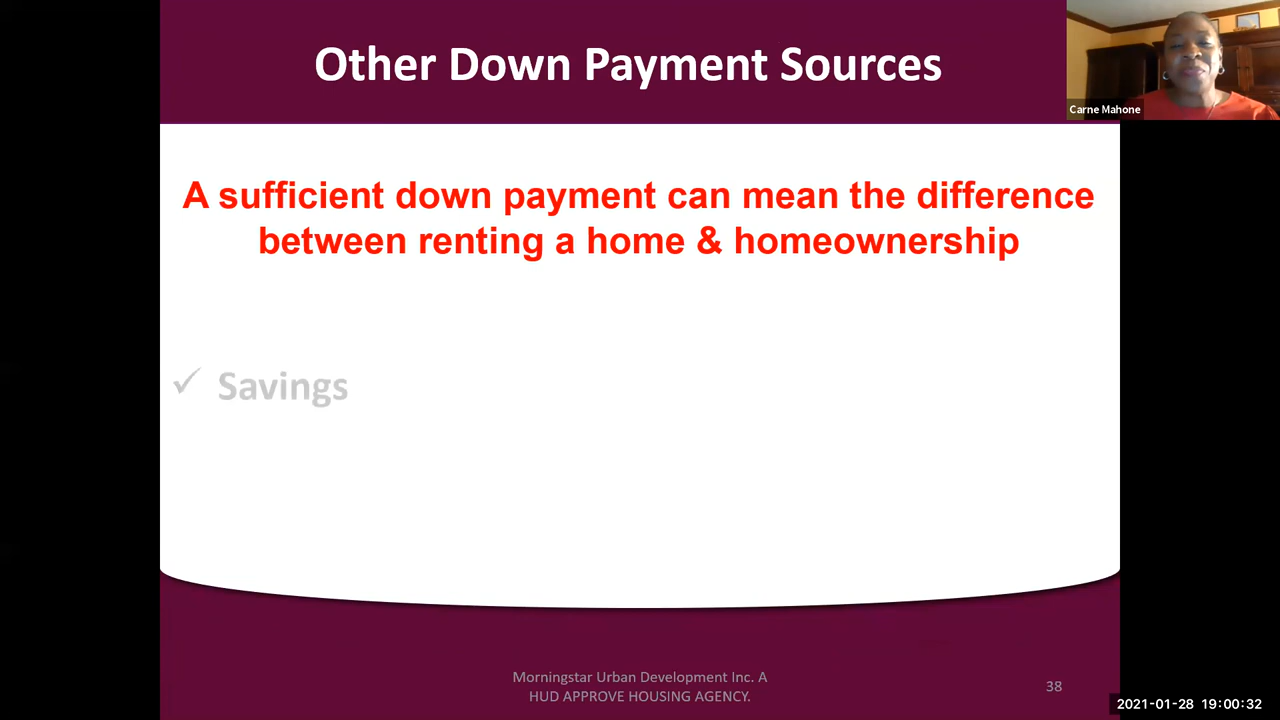 Other Down Payment Sources
Carne Mahone
A sufficient down payment can mean the difference
between renting a home & homeownership
✓ Savings
Morningstar Urban Development Inc. A
HUD APPROVE HOUSING AGENCY.
38
2021-01-28 19:00:32